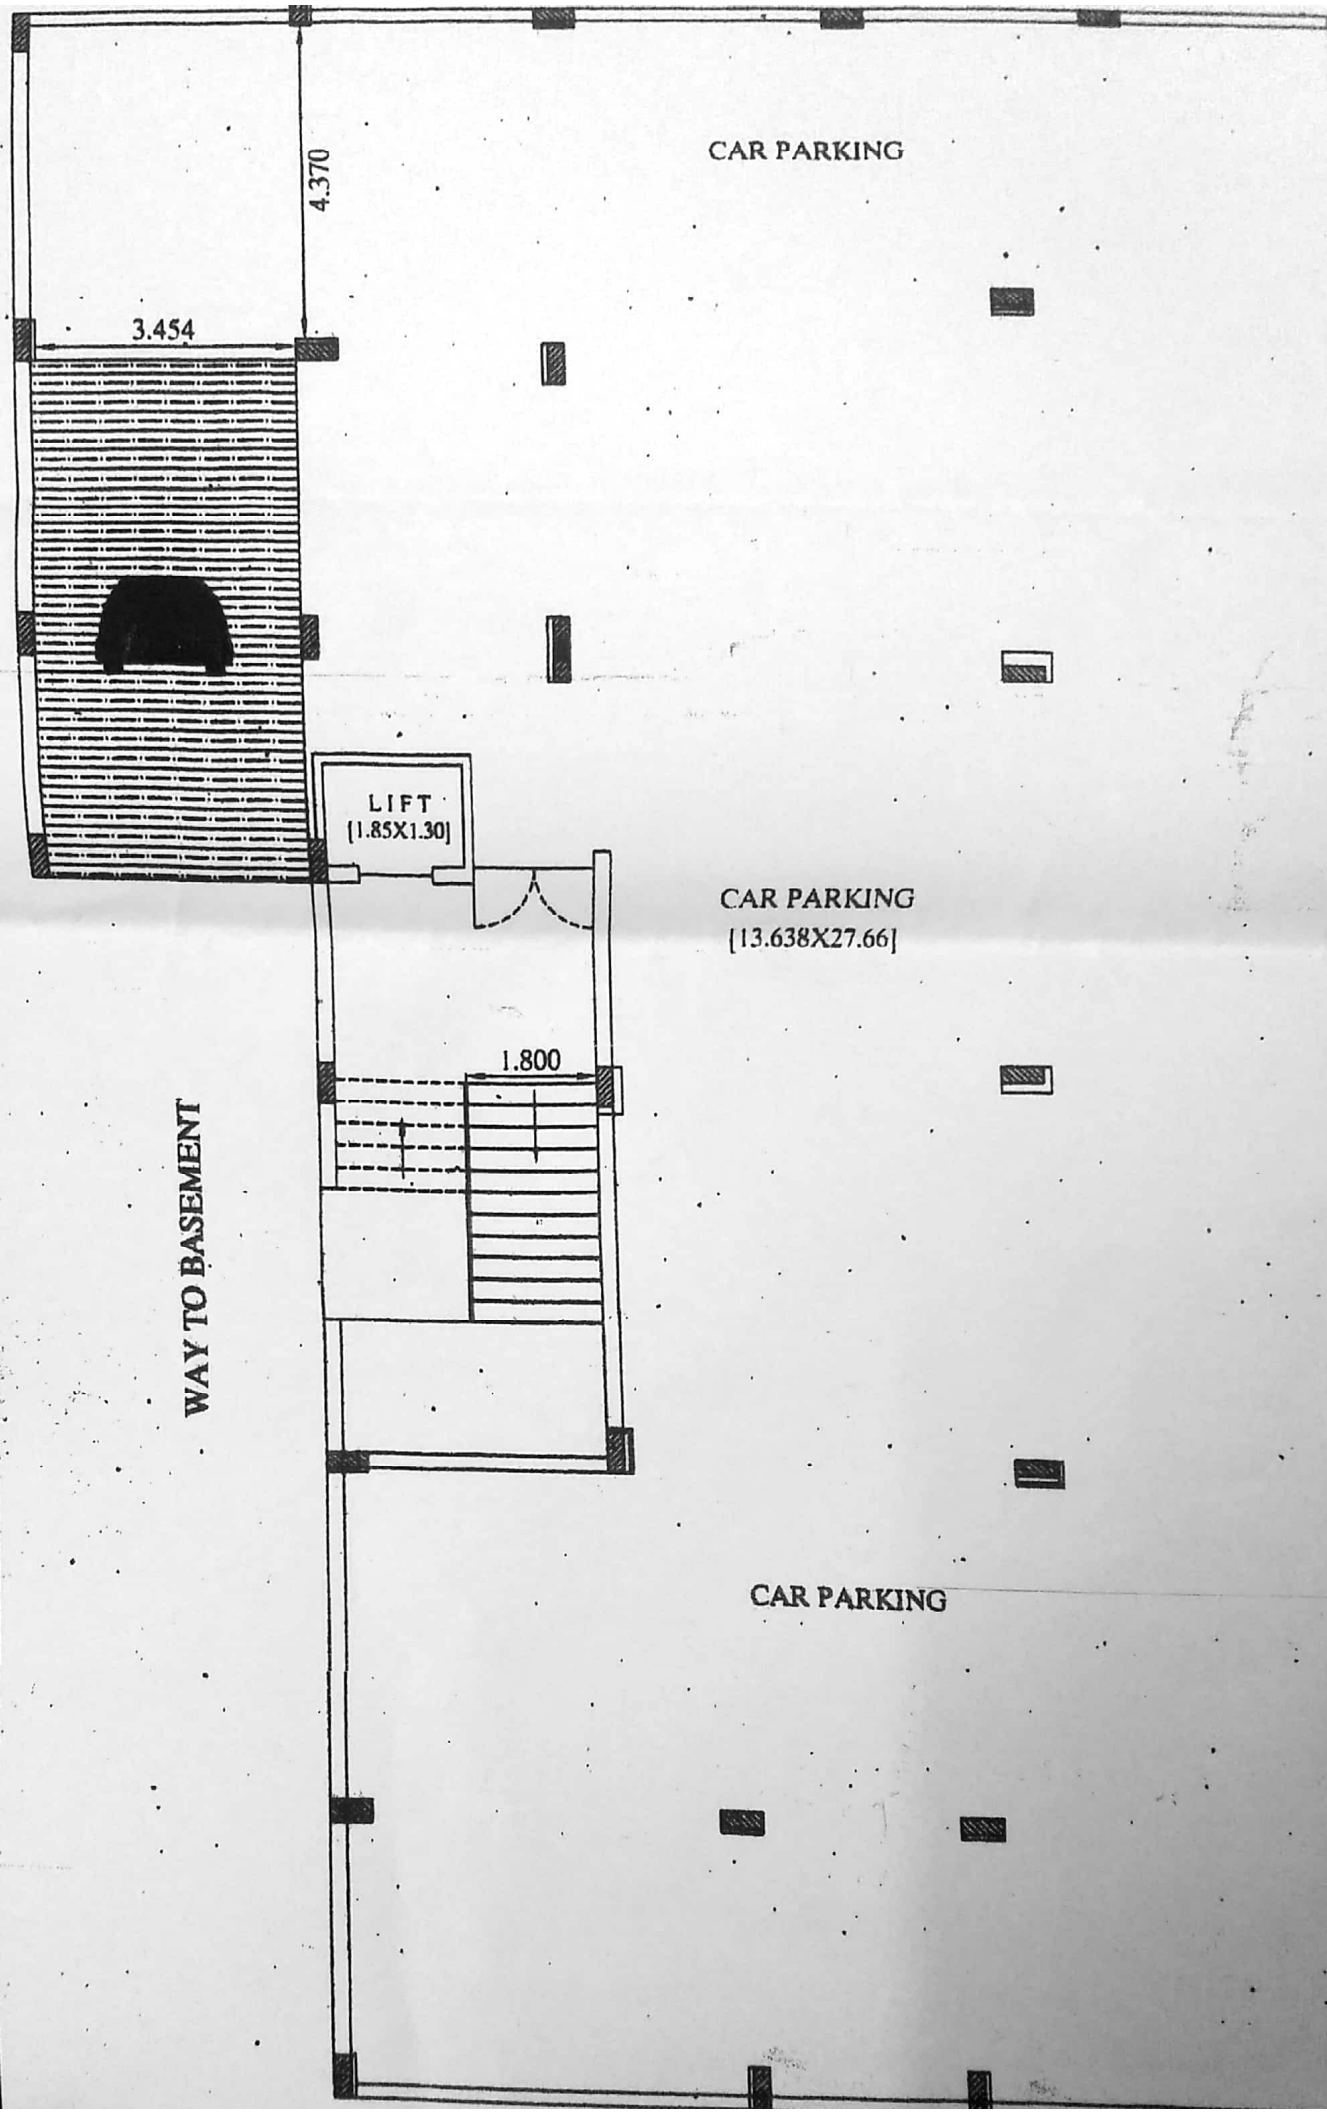 CAR PARKING
4.370
3.454
LIFT
[1.85X1.30]
CAR PARKING
[13.638X27.66]
1.800
WAY TO BASEMENT
CAR PARKING